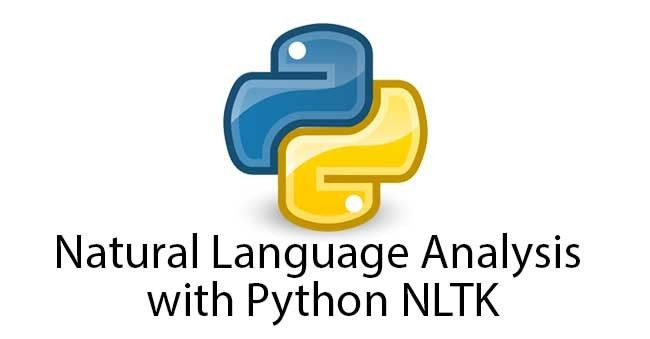 Natural Language Analysis
with Python NLTK